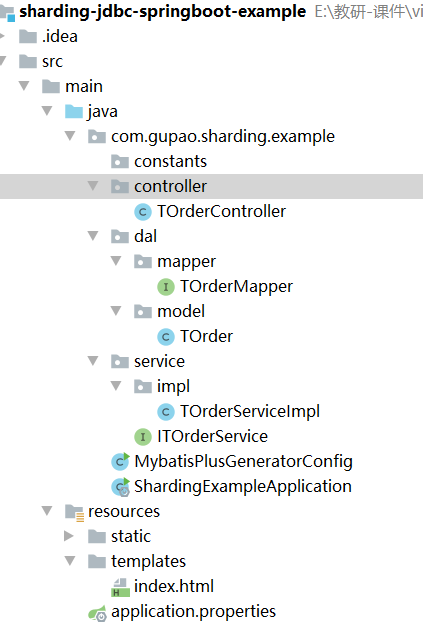 sharding-jdbc-springboot-example E:\教研-课件\vi
.idea
src
main
java
com.gupao.sharding.example
constants
controller
C TOrderController
dal
mapper
I TOrderMapper
model
C TOrder
service
impl
C TOrderServiceImpl
I ITOrderService
C MybatisPlusGeneratorConfig
C ShardingExampleApplication
resources
static
templates
H index.html
application.properties